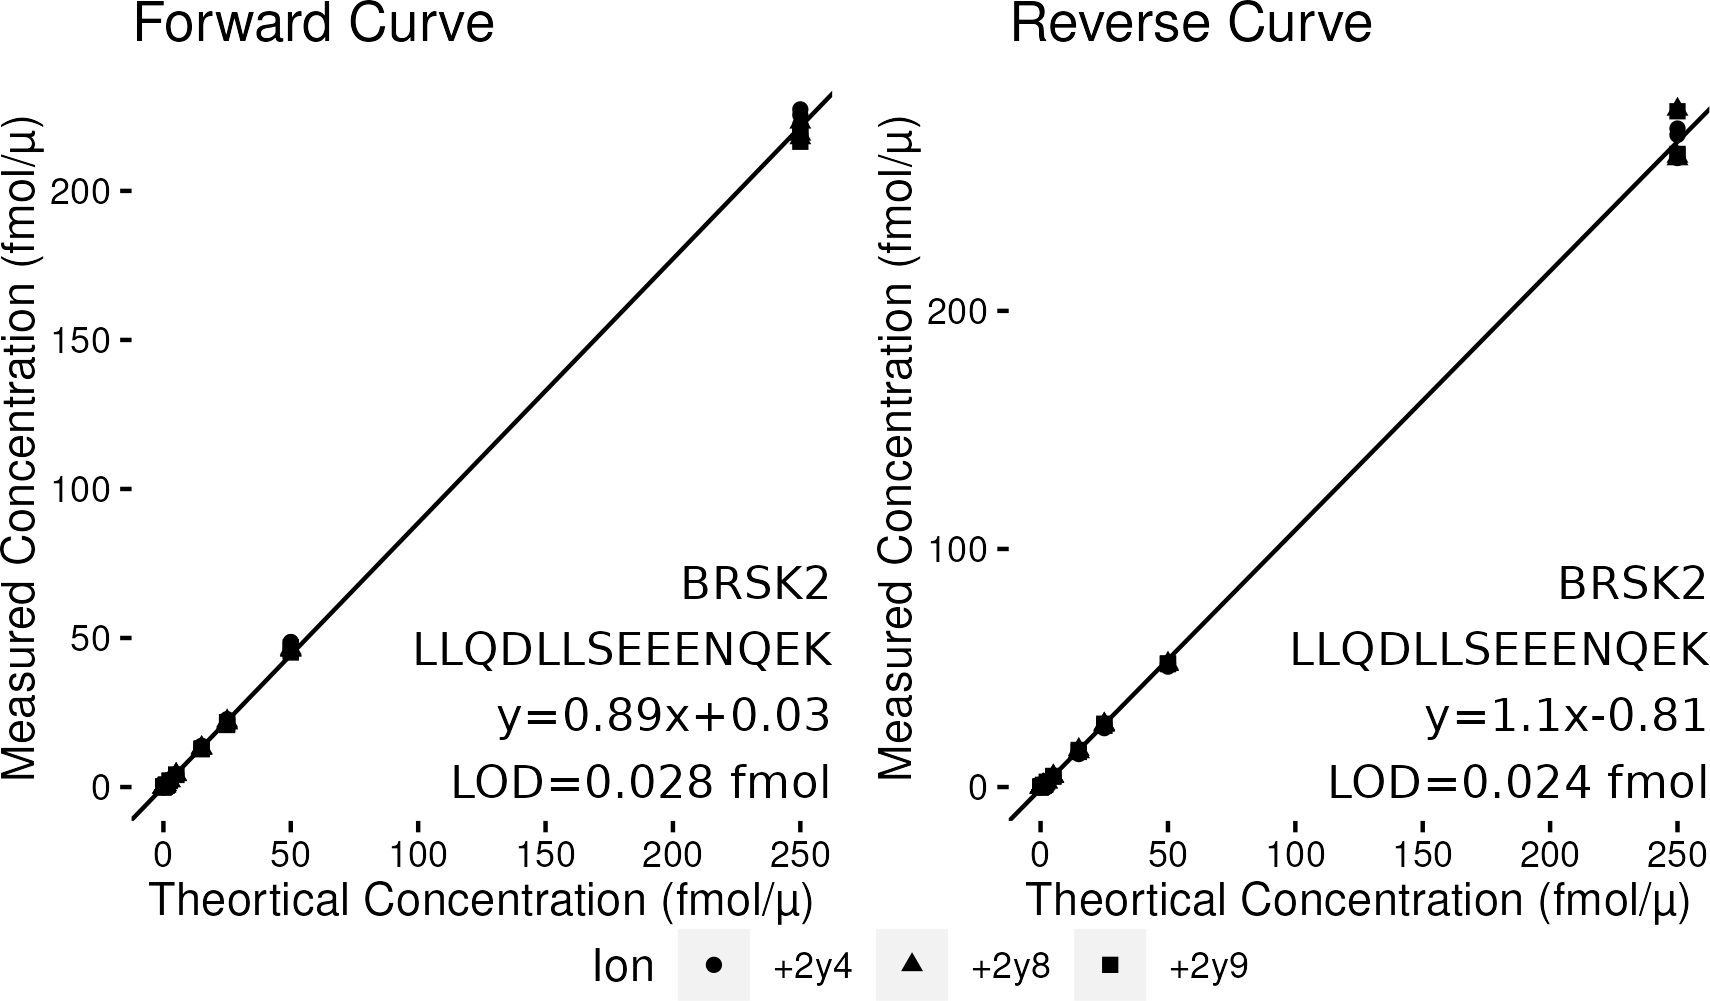 Forward Curve
Measured Concentration (fmol/µ)
200
150
100
50
0
BRSK2
LLQDLLSEEENQEK
y=0.89x+0.03
LOD=0.028 fmol
0 50 100 150 200 250
Theortical Concentration (fmol/µ)
Reverse Curve
Measured Concentration (fmol/µ)
200
100
0
BRSK2
LLQDLLSEEENQEK
y=1.1x-0.81
LOD=0.024 fmol
0 50 100 150 200 250
Theortical Concentration (fmol/µ)
Ion +2y4 +2y8 +2y9